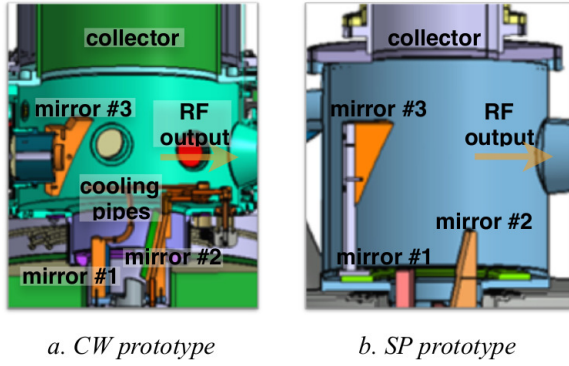 collector
mirror #3
RF
output
cooling
pipes
mirror #2
mirror #1
collector
mirror #3
RF
output
mirror #2
mirror #1
a. CW prototype
b. SP prototype